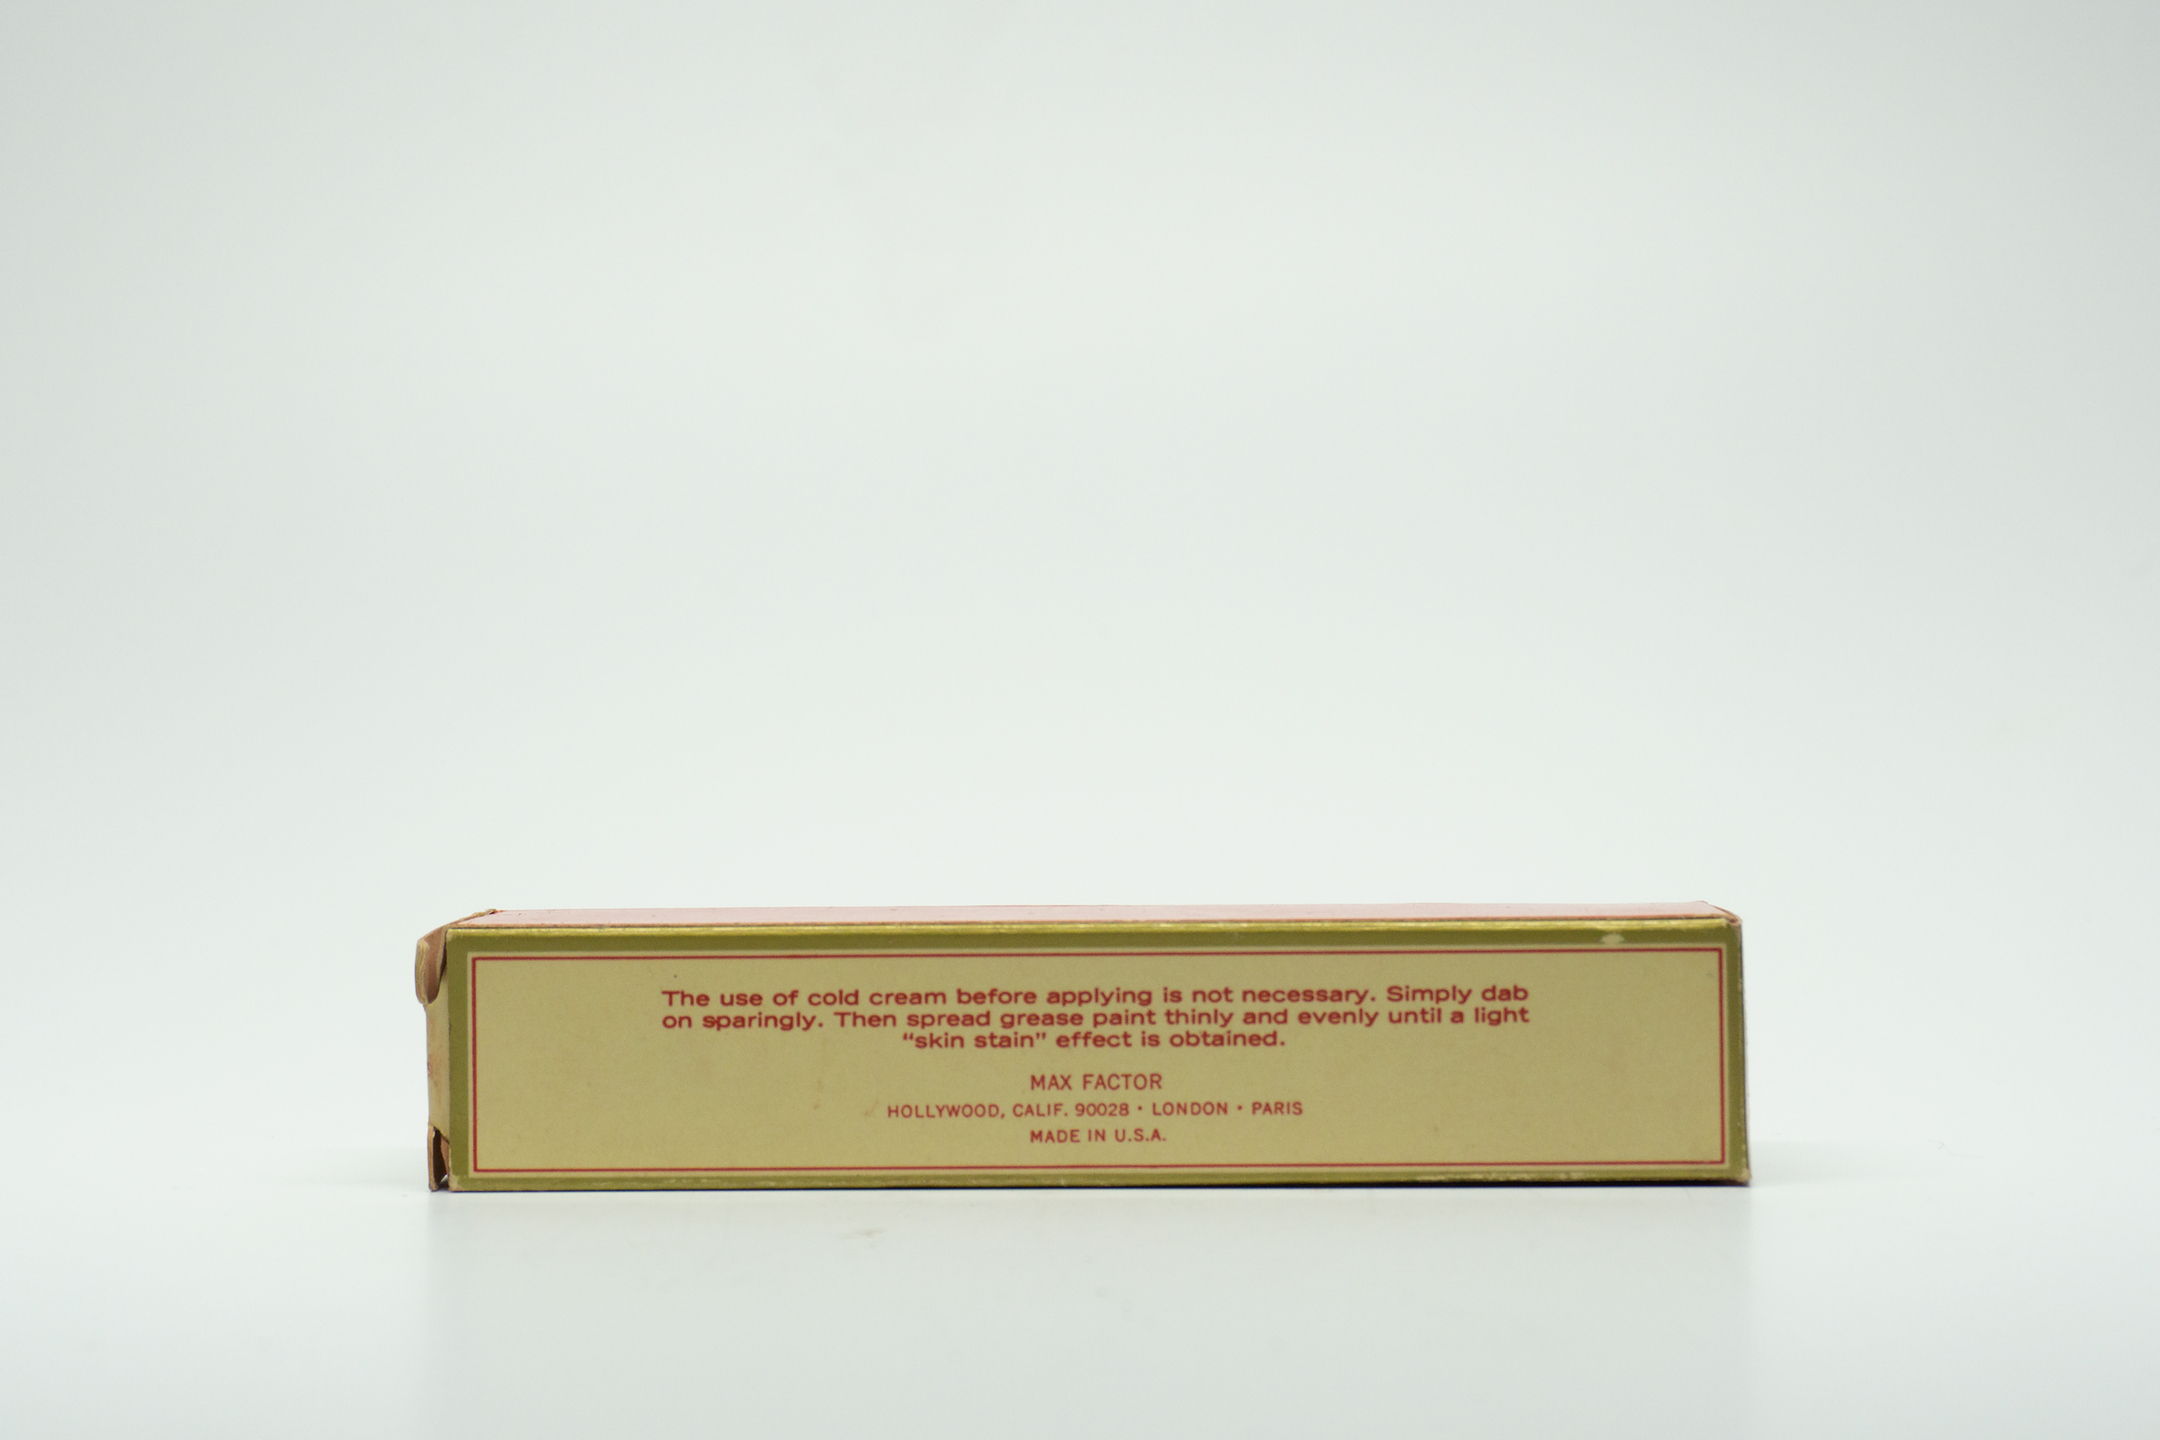 The use of cold cream before applying is not necessary. Simply dab
on sparingly. Then spread grease paint thinly and evenly until a light
“skin stain” effect is obtained.
MAX FACTOR
HOLLYWOOD, CALIF. 90028 • LONDON • PARIS
MADE IN U.S.A.